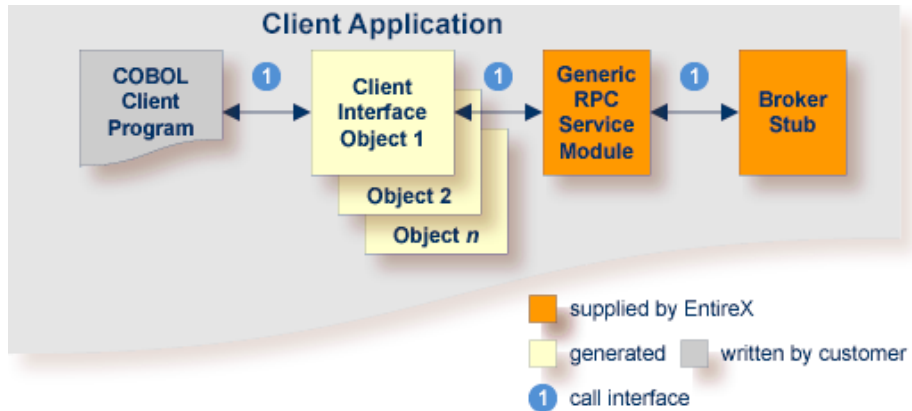 Client Application
COBOL
Client
Program
1
Client
Interface
Object 1
Object 2
Object n
1
Generic
RPC
Service
Module
1
Broker
Stub
supplied by EntireX
generated
written by customer
1 call interface